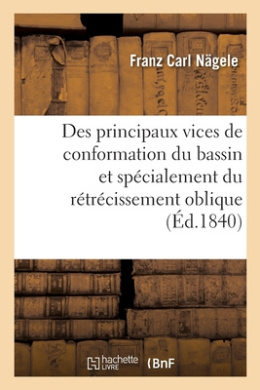 Franz Carl Nägele
Des principaux vices de
conformation du bassin
et spécialement du
rétrécissement oblique
(Éd.1840)
hachette
LIVRE
{BnF